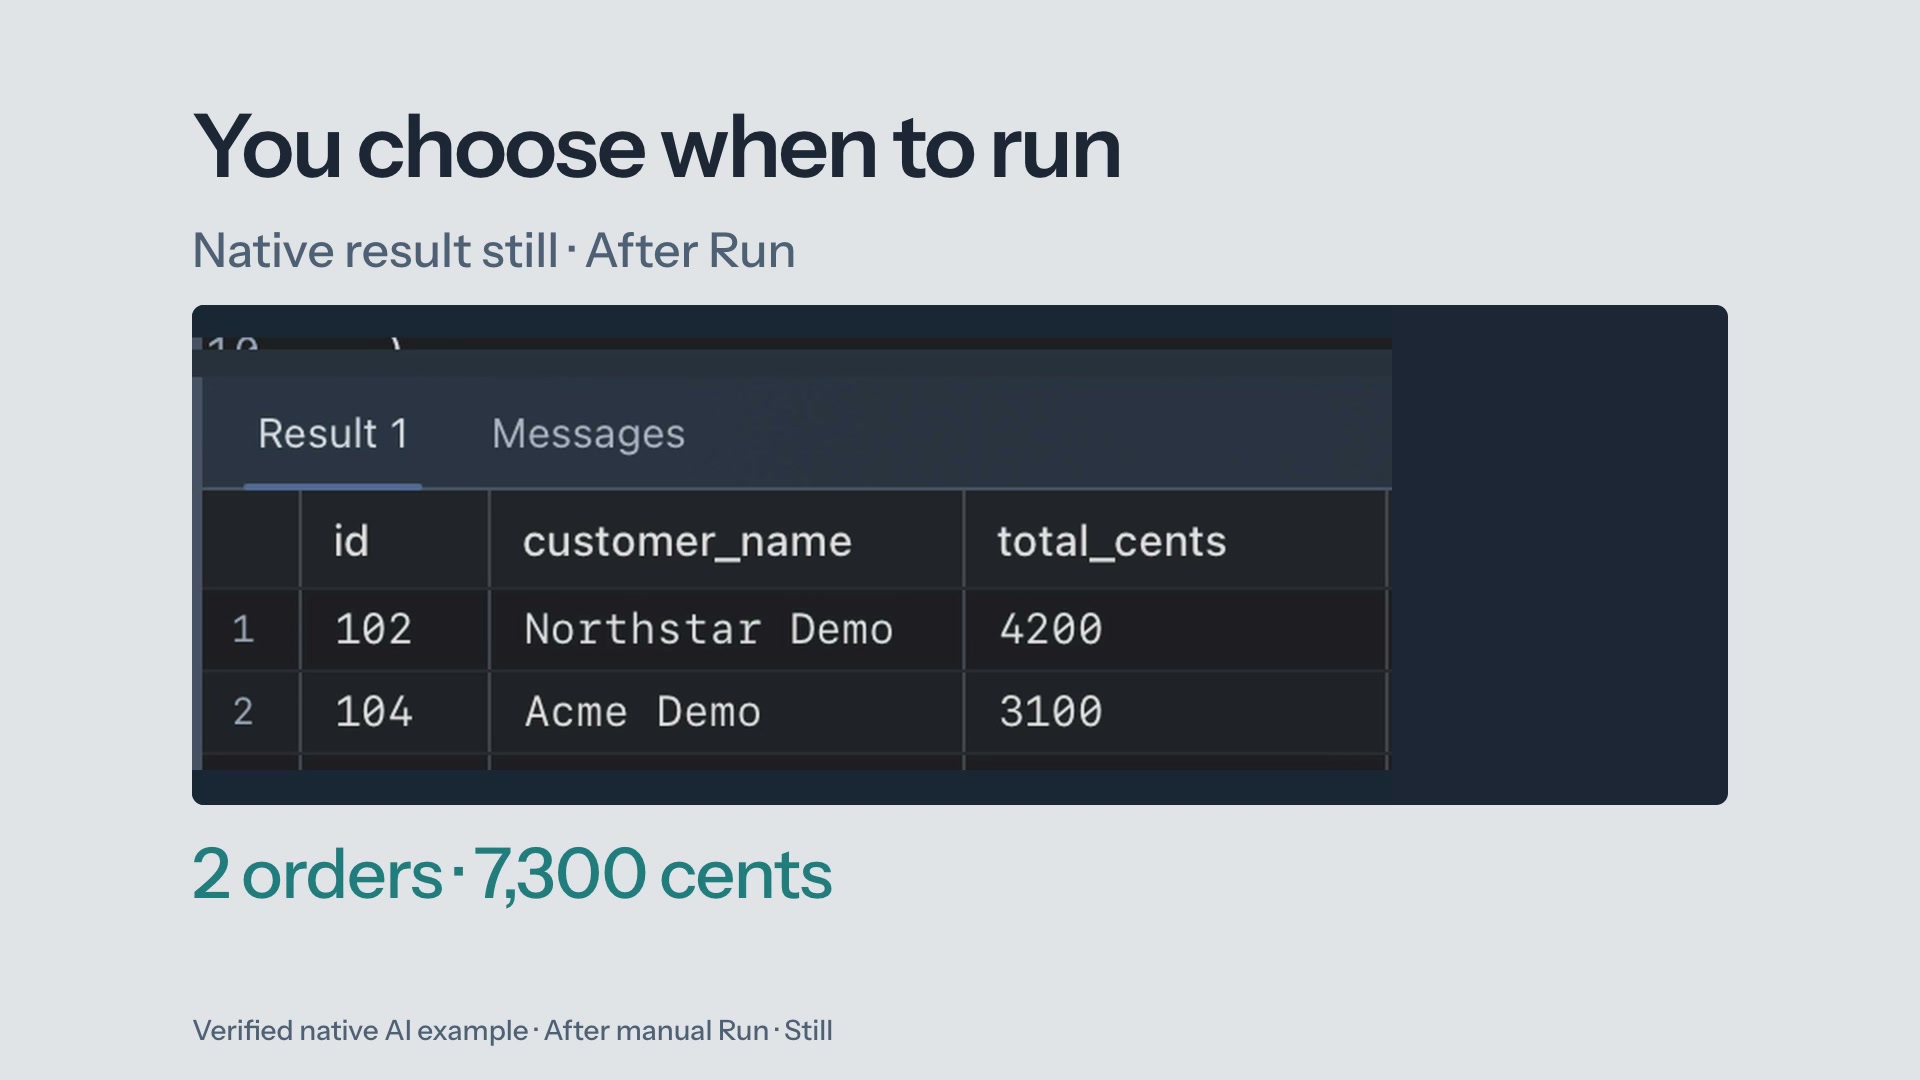 You choose when to run
Native result still · After Run
10 )
Result 1 Messages
id customer_name total_cents
1 102 Northstar Demo 4200
2 104 Acme Demo 3100
2 orders · 7,300 cents
Verified native AI example · After manual Run · Still